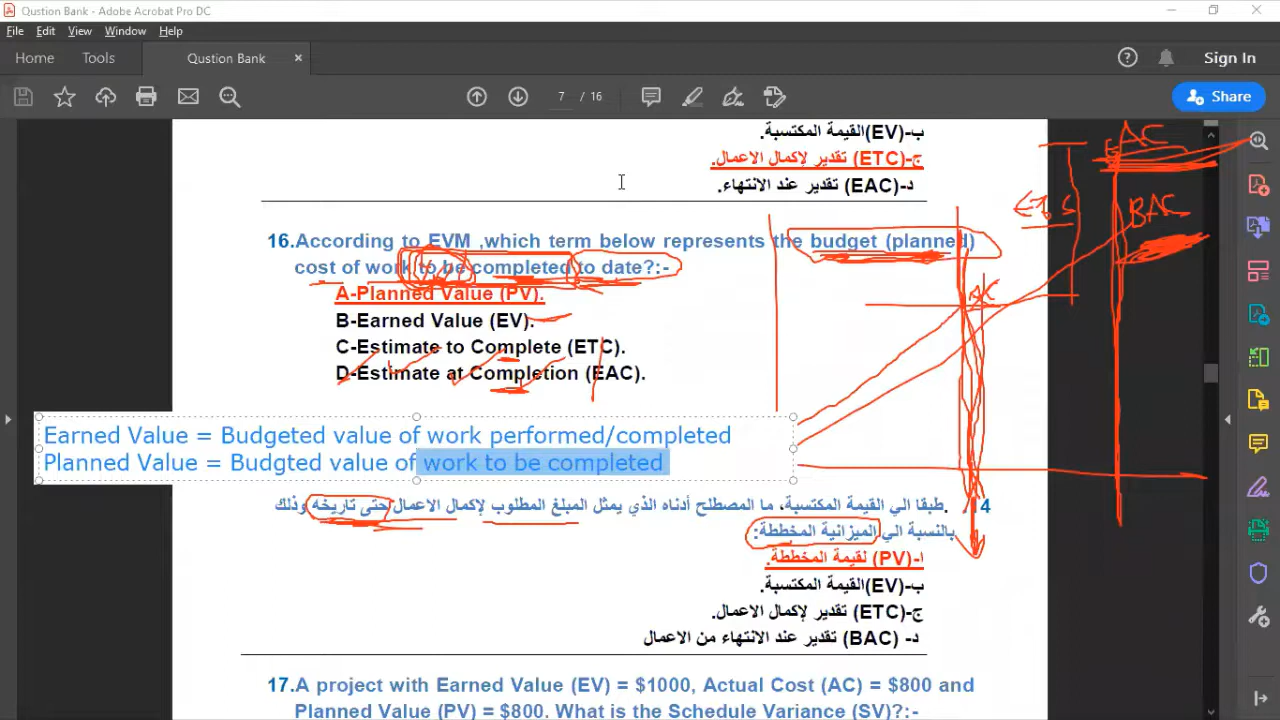 Qustion Bank - Adobe Acrobat Pro DC
File Edit View Window Help
Home Tools Qustion Bank × Sign In
7 / 16 Share
ب-(EV)القيمة المكتسبة.
ج-(ETC) تقدير لإكمال الاعمال.
د-(EAC) تقدير عند الانتهاء.
16.According to EVM ,which term below represents the budget (planned)
cost of work to be completed to date?:-
A-Planned Value (PV).
B-Earned Value (EV).
C-Estimate to Complete (ETC).
D-Estimate at Completion (EAC).
AC
BAC
AC
Earned Value = Budgeted value of work performed/completed
Planned Value = Budgted value of work to be completed
14. طبقا الي القيمة المكتسبة، ما المصطلح أدناه الذي يمثل المبلغ المطلوب لإكمال الاعمال حتى تاريخه وذلك
بالنسبة الي الميزانية المخططة:
ا-(PV) لقيمة المخططة.
ب-(EV)القيمة المكتسبة.
ج-(ETC) تقدير لإكمال الاعمال.
د- (BAC) تقدير عند الانتهاء من الاعمال
17.A project with Earned Value (EV) = $1000, Actual Cost (AC) = $800 and
Planned Value (PV) = $800. What is the Schedule Variance (SV)?:-